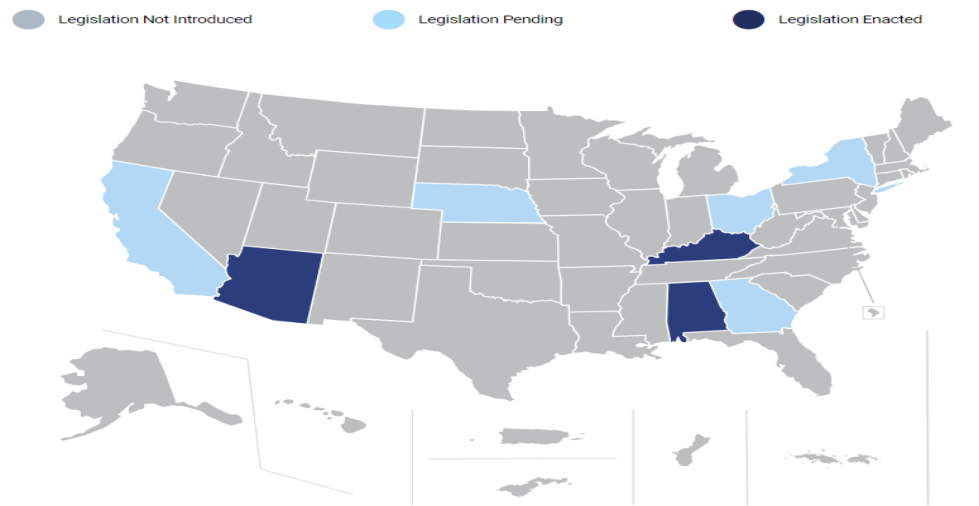 Legislation Not Introduced
Legislation Pending
Legislation Enacted